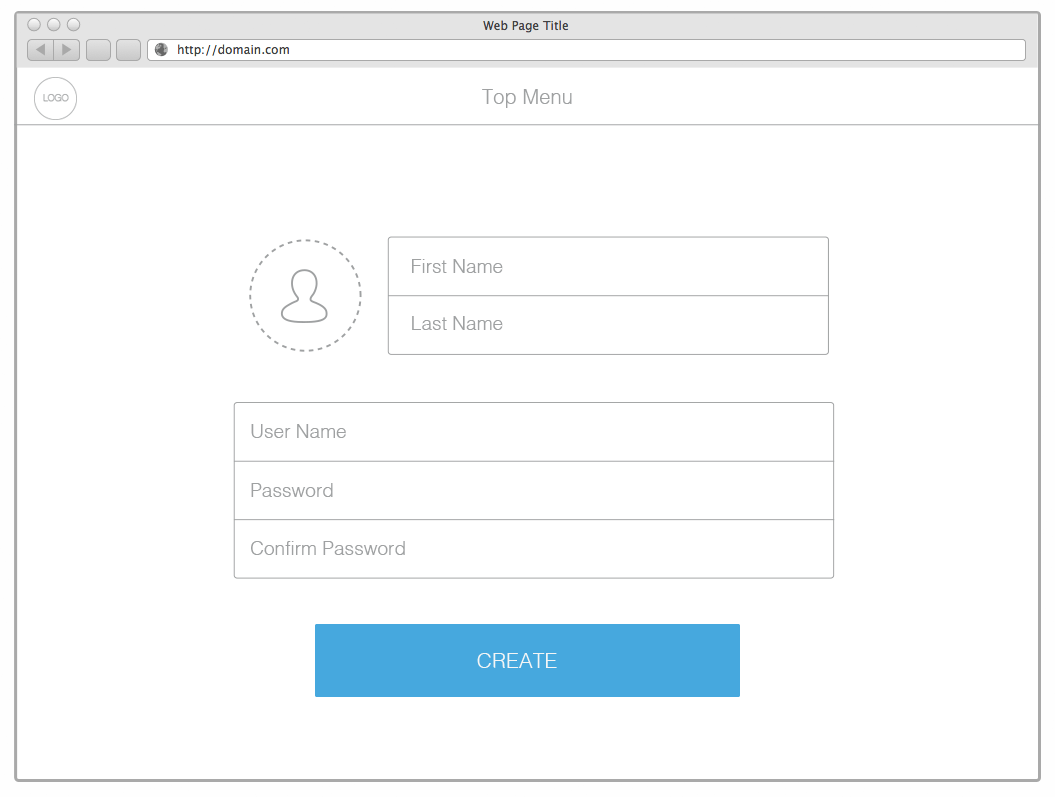 Web Page Title
http://domain.com
LOGO
Top Menu
First Name
Last Name
User Name
Password
Confirm Password
CREATE